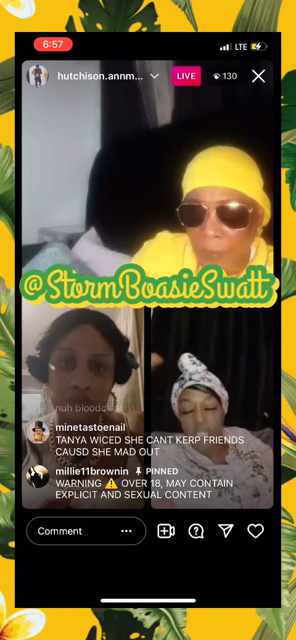 6:57
LTE
hutchison.annm...
LIVE
130
@StormBoasieSwatt
nuh bloodclaat
minetastoenail
TANYA WICED SHE CANT KERP FRIENDS
CAUSD SHE MAD OUT
millie11brownin PINNED
WARNING ⚠️ OVER 18, MAY CONTAIN
EXPLICIT AND SEXUAL CONTENT
Comment ...